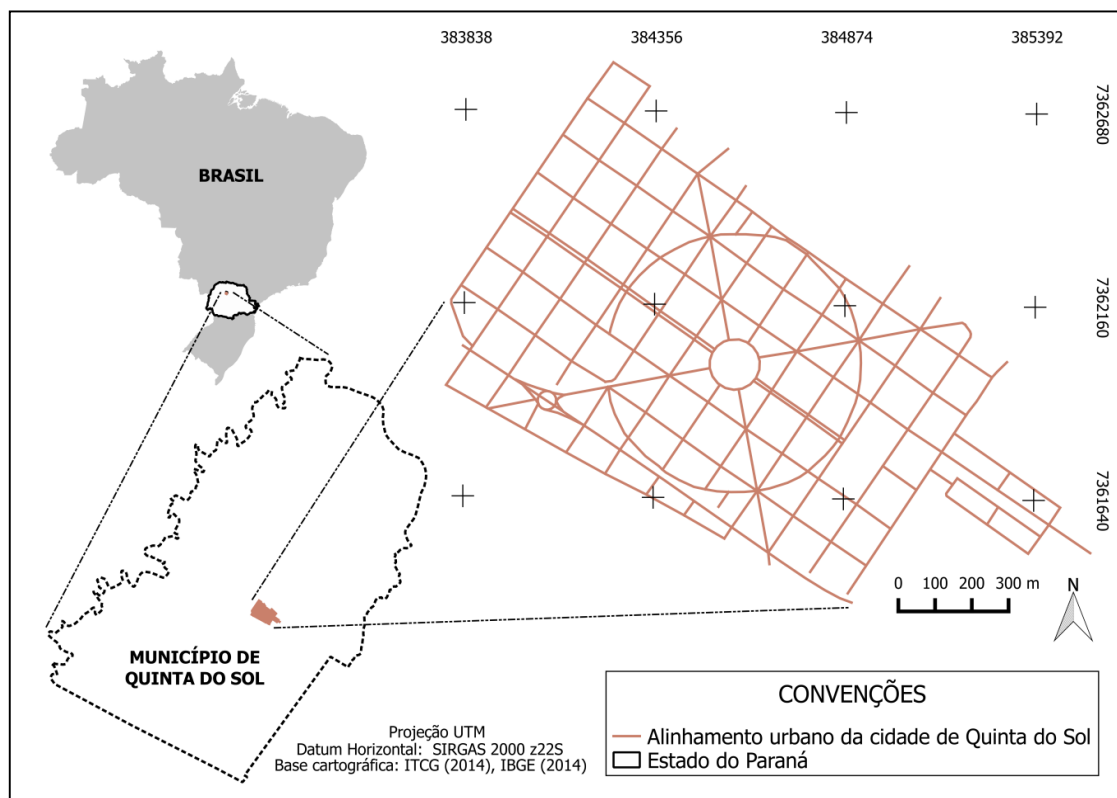 383838
384356
384874
385392
7362680
7362160
7361640
BRASIL
MUNICÍPIO DE
QUINTA DO SOL
0 100 200 300 m
N
Projeção UTM
Datum Horizontal: SIRGAS 2000 z22S
Base cartográfica: ITCG (2014), IBGE (2014)
CONVENÇÕES
Alinhamento urbano da cidade de Quinta do Sol
Estado do Paraná